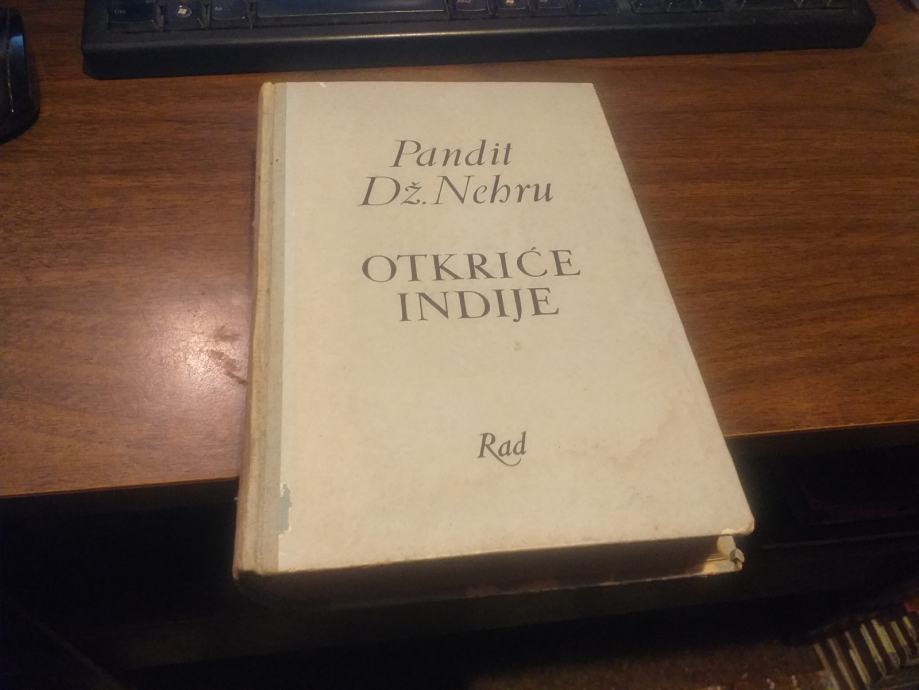 Pandit
Dž. Nehru
OTKRIĆE
INDIJE
Rad